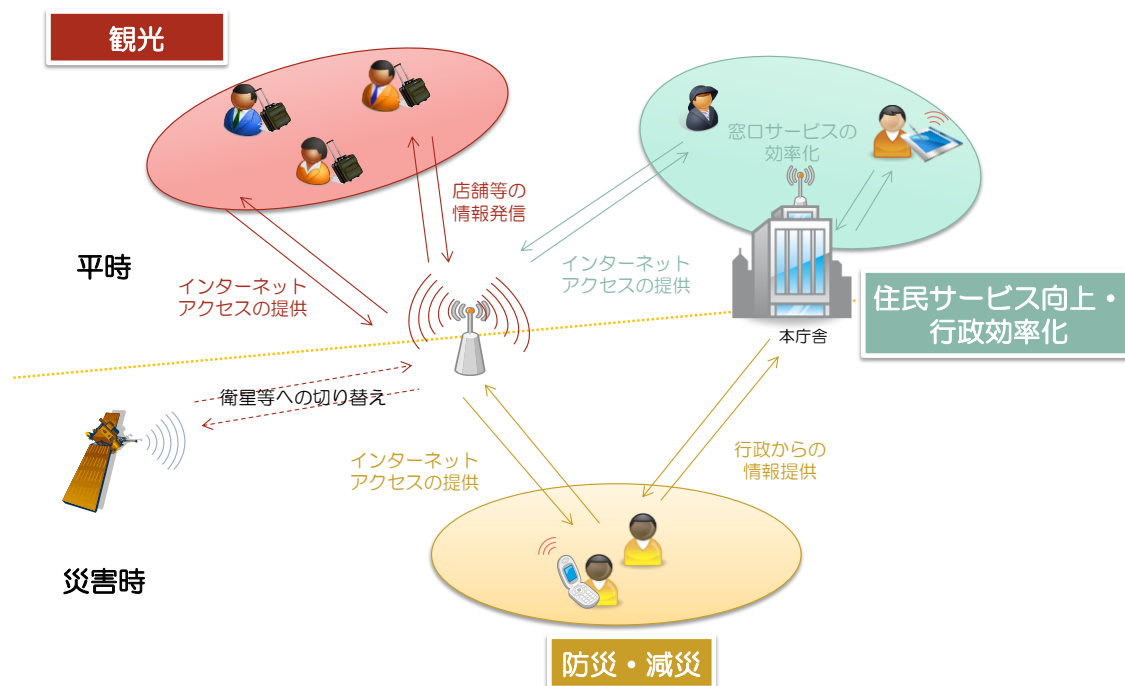 観光
窓口サービスの
効率化
店舗等の
情報発信
平時
インターネット
アクセスの提供
インターネット
アクセスの提供
住民サービス向上・
行政効率化
本庁舎
衛星等への切り替え
インターネット
アクセスの提供
行政からの
情報提供
災害時
防災・減災